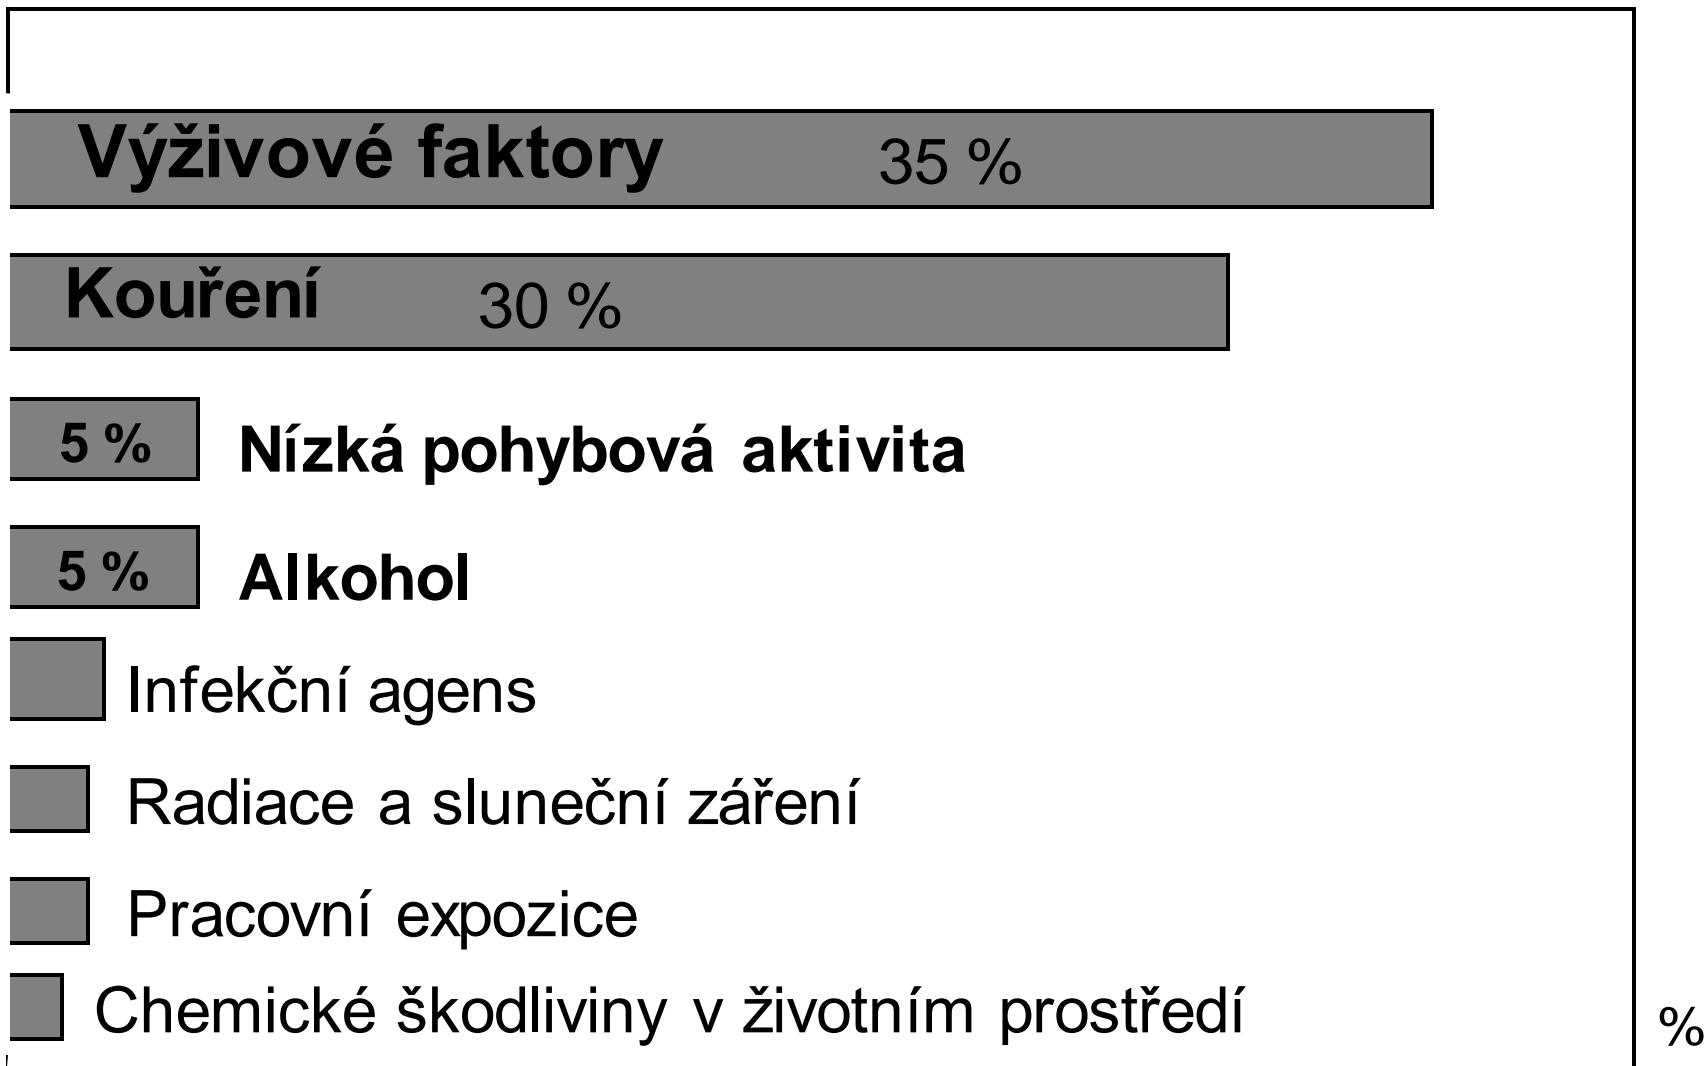 Výživové faktory 35 %
Kouření 30 %
5 % Nízká pohybová aktivita
5 % Alkohol
Infekční agens
Radiace a sluneční záření
Pracovní expozice
Chemické škodliviny v životním prostředí %